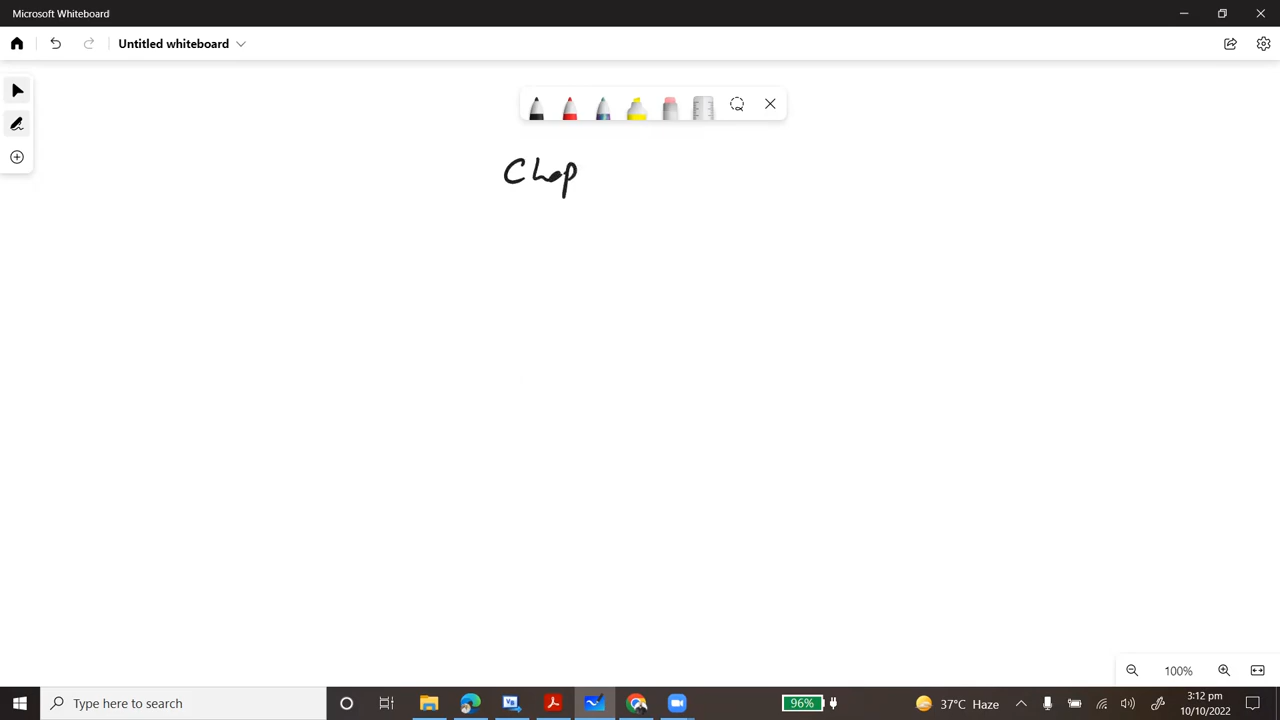 Microsoft Whiteboard
Untitled whiteboard
Chap
100%
Type here to search
96%
37°C Haze
3:12 pm
10/10/2022